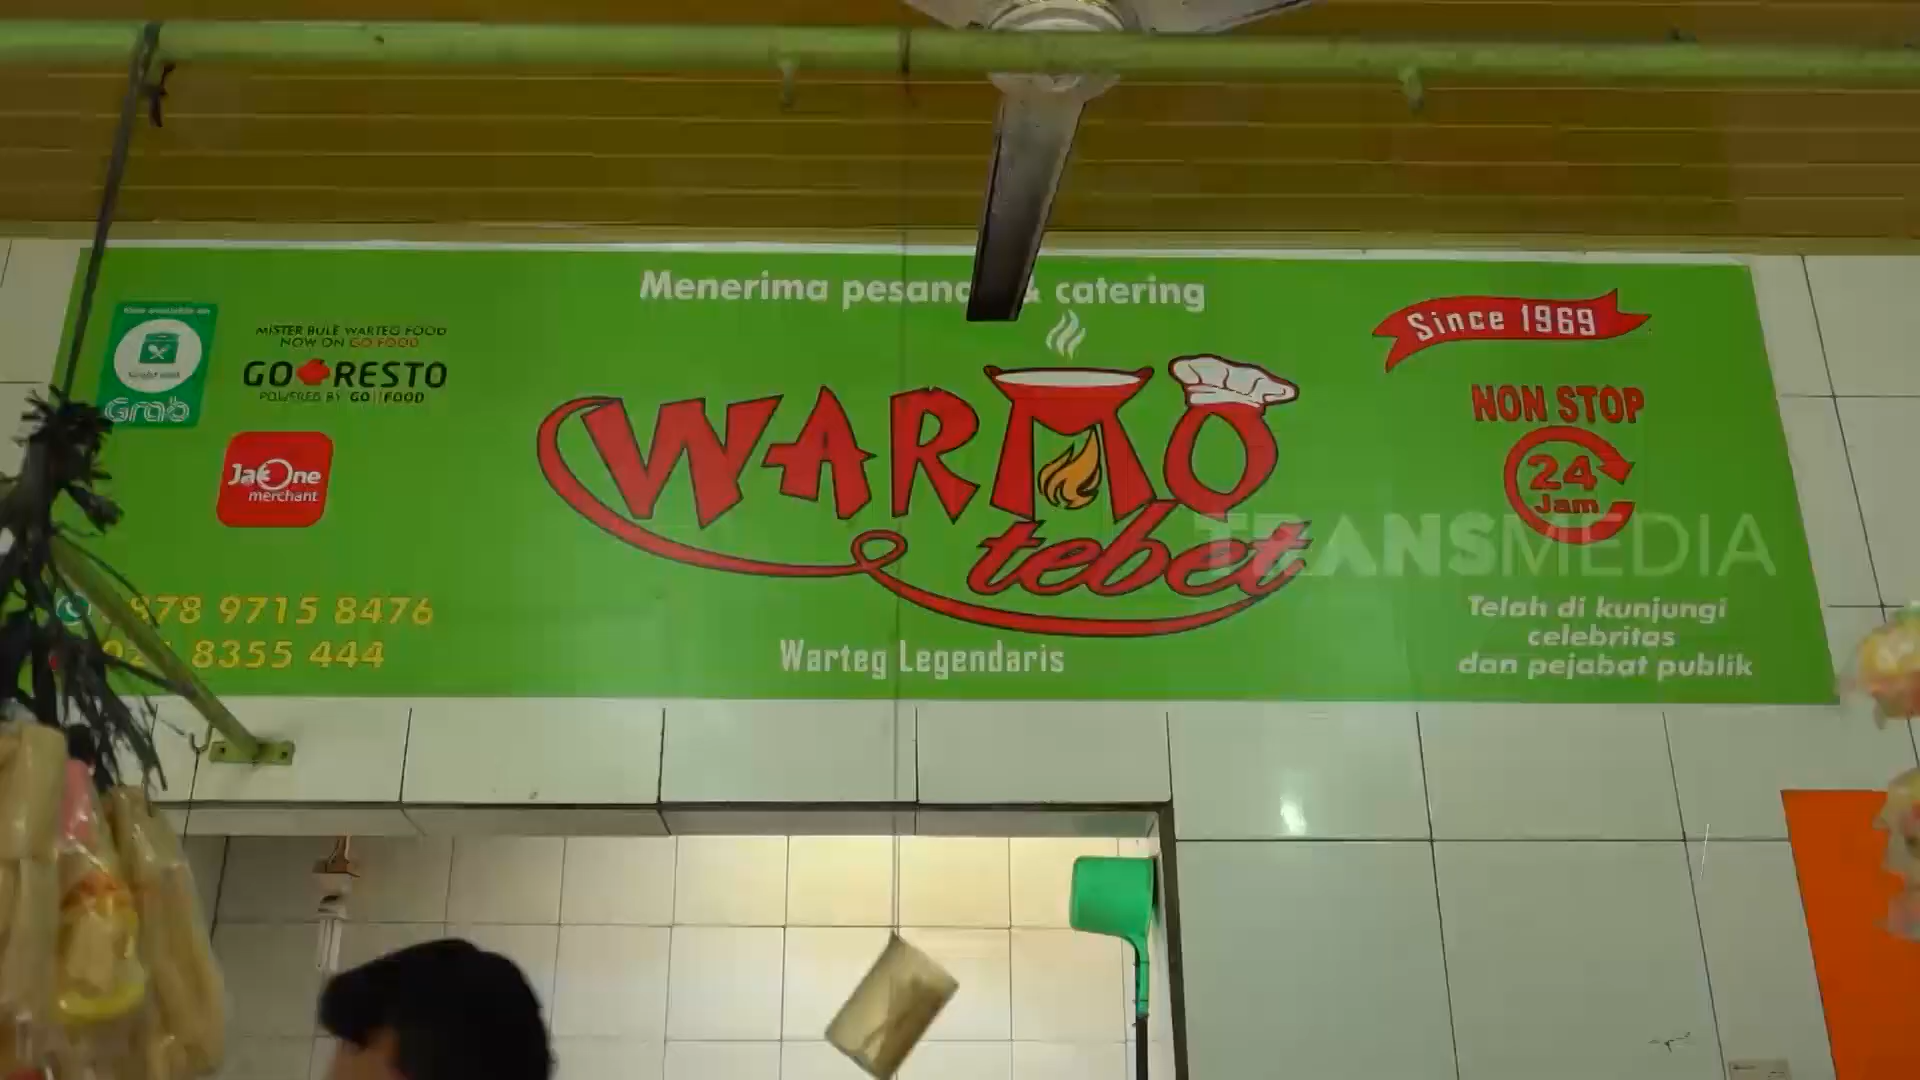 Menerima pesanan & catering
Grab
MISTER BULE WARTEG FOOD
NOW ON GO FOOD
GO RESTO
POWERED BY GO FOOD
JakOne
merchant
878 9715 8476
8355 444
WARMO
tebet
Warteg Legendaris
Since 1969
NON STOP
24
Jam
TRANSMEDIA
Telah di kunjungi
celebritas
dan pejabat publik